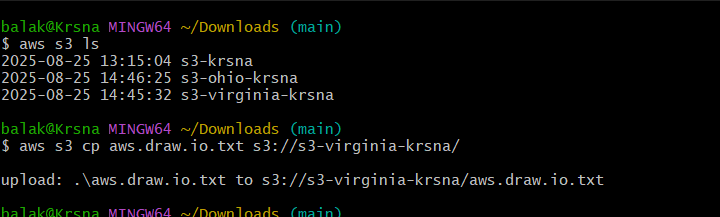 balak@Krsna MINGW64 ~/Downloads (main)
$ aws s3 ls
2025-08-25 13:15:04 s3-krsna
2025-08-25 14:46:25 s3-ohio-krsna
2025-08-25 14:45:32 s3-virginia-krsna
balak@Krsna MINGW64 ~/Downloads (main)
$ aws s3 cp aws.draw.io.txt s3://s3-virginia-krsna/
upload: .\aws.draw.io.txt to s3://s3-virginia-krsna/aws.draw.io.txt
balak@Krsna MINGW64 ~/Downloads (main)